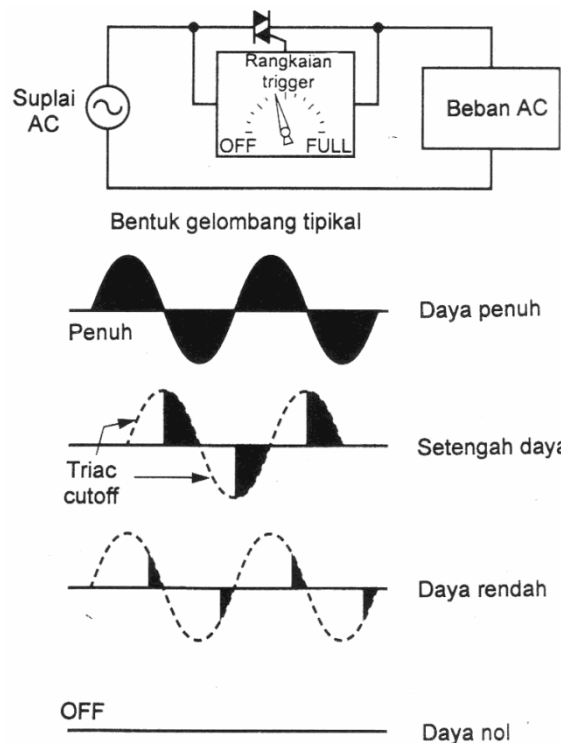 Rangkaian
trigger
Suplai
AC
OFF
FULL
Beban AC
Bentuk gelombang tipikal
Penuh
Daya penuh
Triac
cutoff
Setengah daya
Daya rendah
OFF
Daya nol